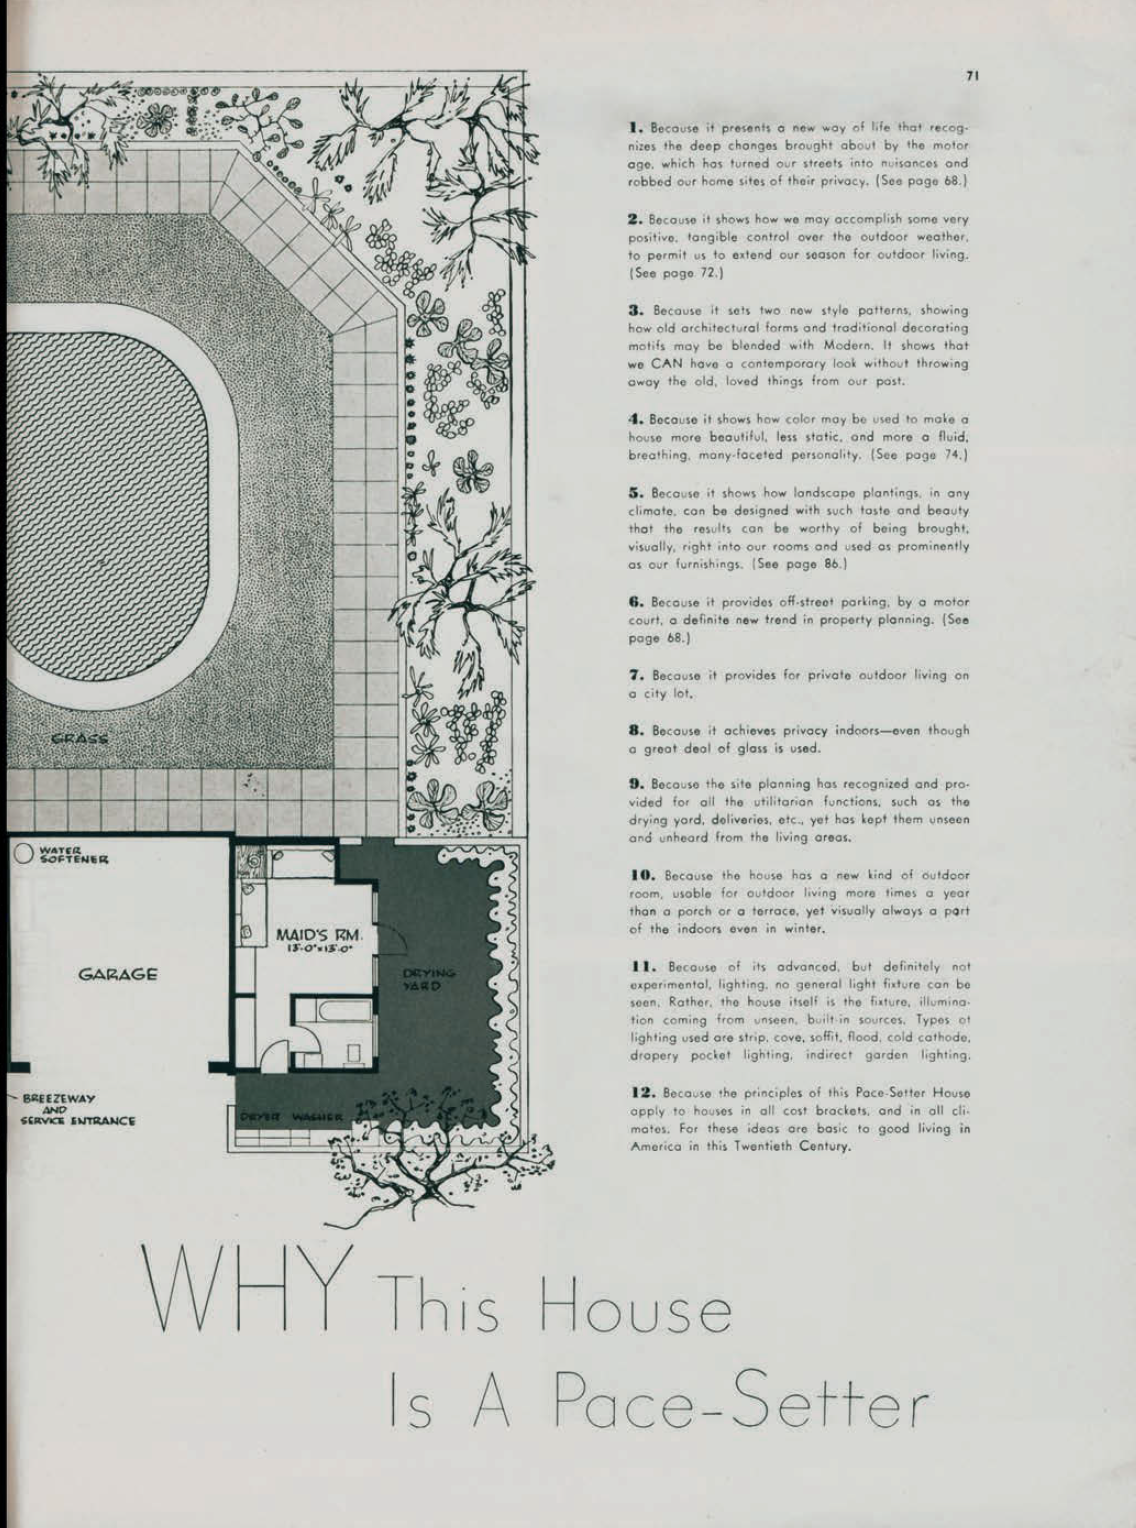 71
1. Because it presents a new way of life that recog-
nizes the deep changes brought about by the motor
age, which has turned our streets into nuisances and
robbed our home sites of their privacy. (See page 68.)
2. Because it shows how we may accomplish some very
positive, tangible control over the outdoor weather,
to permit us to extend our season for outdoor living.
(See page 72.)
3. Because it sets two new style patterns, showing
how old architectural forms and traditional decorating
motifs may be blended with Modern. It shows that
we CAN have a contemporary look without throwing
away the old, loved things from our past.
4. Because it shows how color may be used to make a
house more beautiful, less static, and more a fluid,
breathing, many-faceted personality. (See page 74.)
5. Because it shows how landscape plantings, in any
climate, can be designed with such taste and beauty
that the results can be worthy of being brought,
visually, right into our rooms and used as prominently
as our furnishings. (See page 86.)
6. Because it provides off-street parking, by a motor
court, a definite new trend in property planning. (See
page 68.)
7. Because it provides for private outdoor living on
a city lot.
8. Because it achieves privacy indoors—even though
a great deal of glass is used.
9. Because the site planning has recognized and pro-
vided for all the utilitarian functions, such as the
drying yard, deliveries, etc., yet has kept them unseen
and unheard from the living areas.
10. Because the house has a new kind of outdoor
room, usable for outdoor living more times a year
than a porch or a terrace, yet visually always a part
of the indoors even in winter.
11. Because of its advanced, but definitely not
experimental, lighting, no general light fixture can be
seen. Rather, the house itself is the fixture, illumina-
tion coming from unseen, built-in sources. Types of
lighting used are strip, cove, soffit, flood, cold cathode,
drapery pocket lighting, indirect garden lighting.
12. Because the principles of this Pace-Setter House
apply to houses in all cost brackets, and in all cli-
mates. For these ideas are basic to good living in
America in this Twentieth Century.
GRASS
WATER
SOFTENER
MAID'S RM.
13'-0"x13'-0"
GARAGE
DRYING
YARD
BREEZEWAY
AND
SERVICE ENTRANCE
DRYER WASHER
WHY This House
Is A Pace-Setter